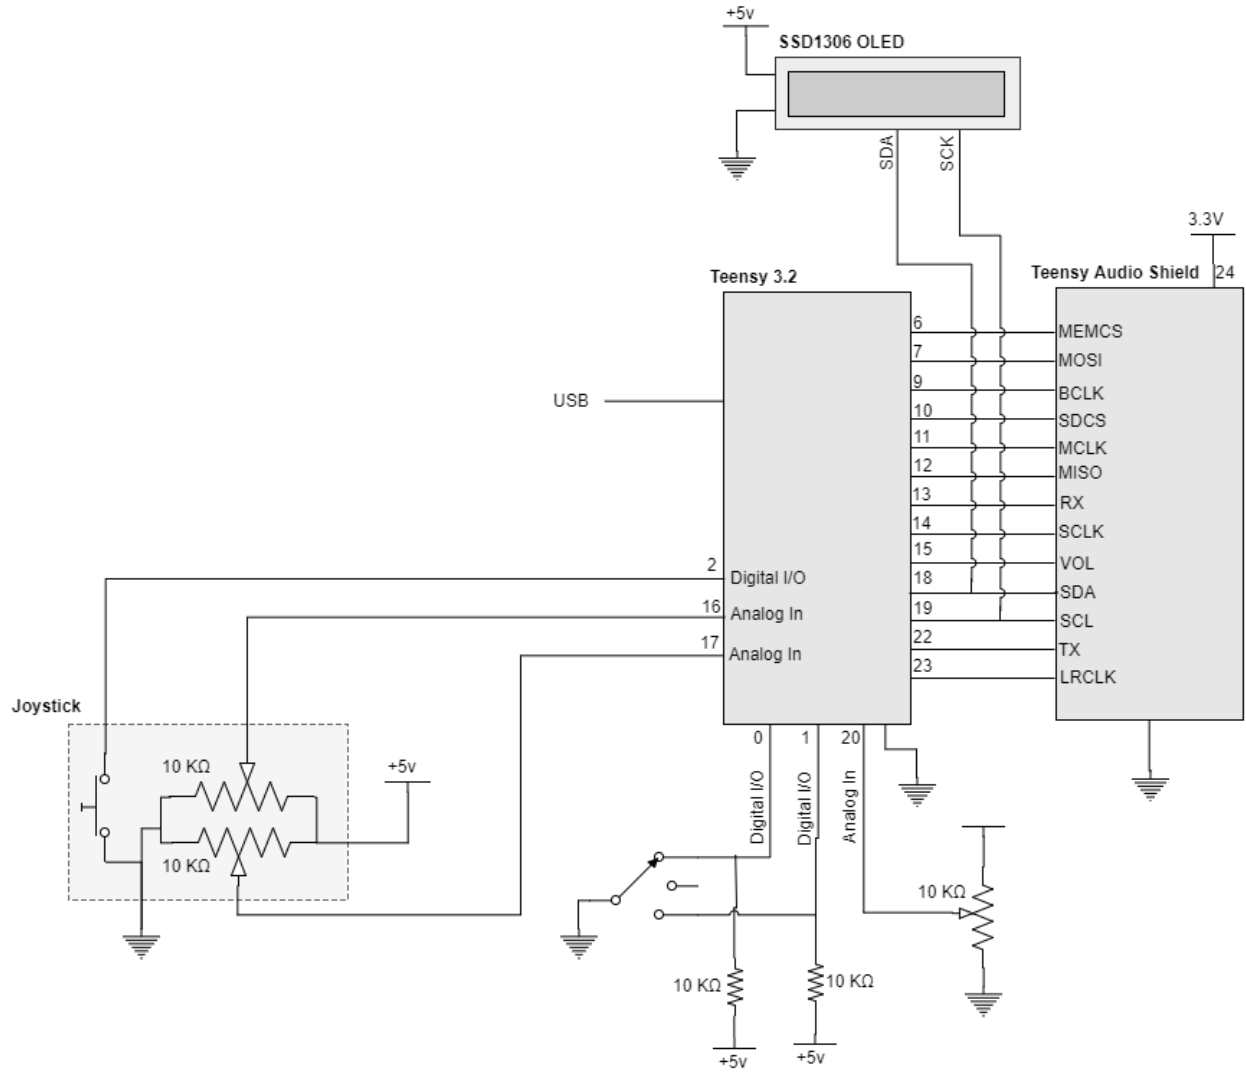 +5v
SSD1306 OLED
SDA
SCK
3.3V
Teensy 3.2
Teensy Audio Shield
24
6
MEMCS
7
MOSI
9
BCLK
USB
10
SDCS
11
MCLK
12
MISO
13
RX
14
SCLK
15
VOL
2
Digital I/O
18
SDA
16
Analog In
19
SCL
17
Analog In
22
TX
23
LRCLK
Joystick
0
1
20
Digital I/O
Digital I/O
Analog In
10 KΩ
+5v
10 KΩ
10 KΩ
10 KΩ
10 KΩ
+5v
+5v